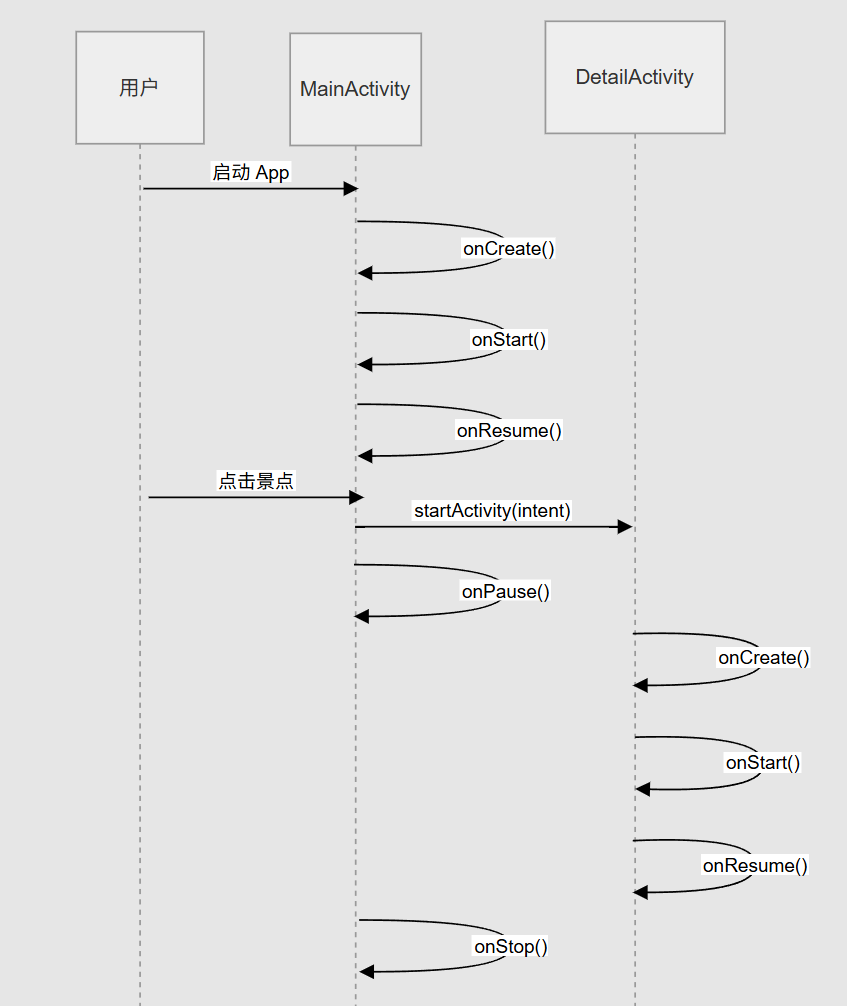 用户
MainActivity
DetailActivity
启动 App
onCreate()
onStart()
onResume()
点击景点
startActivity(intent)
onPause()
onCreate()
onStart()
onResume()
onStop()